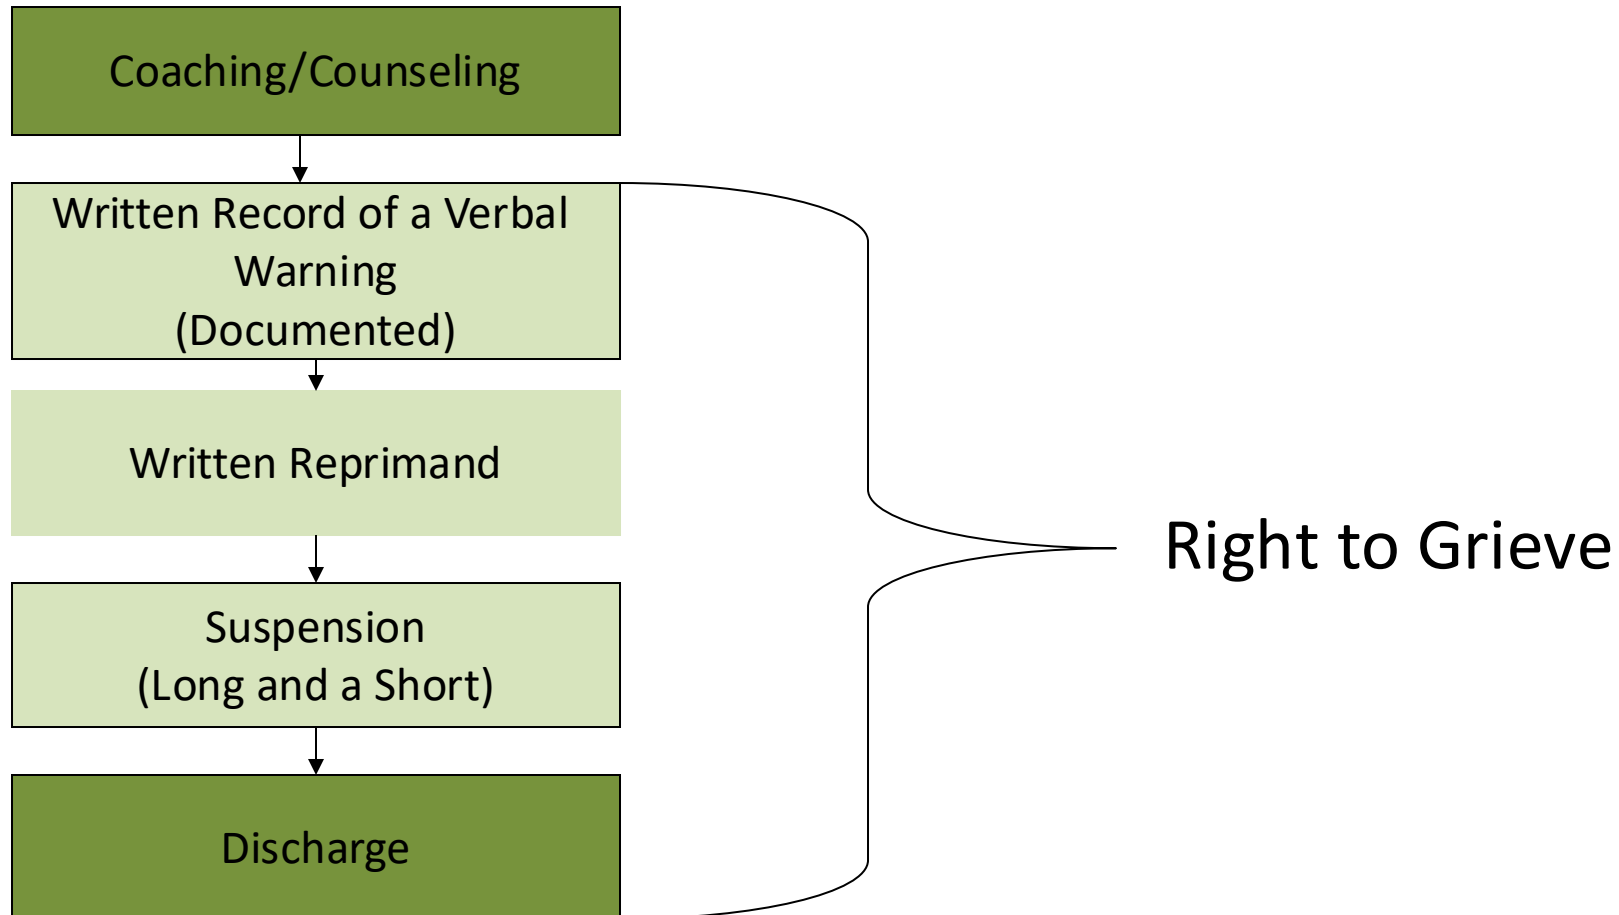 Coaching/Counseling
Written Record of a Verbal
Warning
(Documented)
Written Reprimand
Suspension
(Long and a Short)
Discharge
Right to Grieve